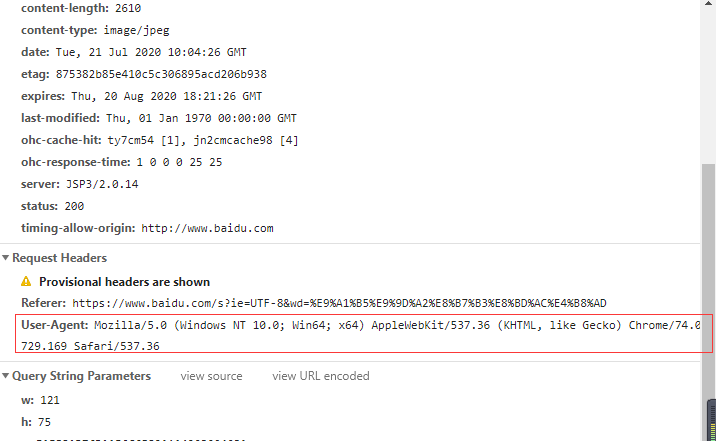 content-length: 2610
content-type: image/jpeg
date: Tue, 21 Jul 2020 10:04:26 GMT
etag: 875382b85e410c5c306895acd206b938
expires: Thu, 20 Aug 2020 18:21:26 GMT
last-modified: Thu, 01 Jan 1970 00:00:00 GMT
ohc-cache-hit: ty7cm54 [1], jn2cmcache98 [4]
ohc-response-time: 1 0 0 0 25 25
server: JSP3/2.0.14
status: 200
timing-allow-origin: http://www.baidu.com
Request Headers
Provisional headers are shown
Referer: https://www.baidu.com/s?ie=UTF-8&wd=%E9%A1%B5%E9%9D%A2%E8%B7%B3%E8%BD%AC%E4%B8%AD
User-Agent: Mozilla/5.0 (Windows NT 10.0; Win64; x64) AppleWebKit/537.36 (KHTML, like Gecko) Chrome/74.0
729.169 Safari/537.36
Query String Parameters view source view URL encoded
w: 121
h: 75